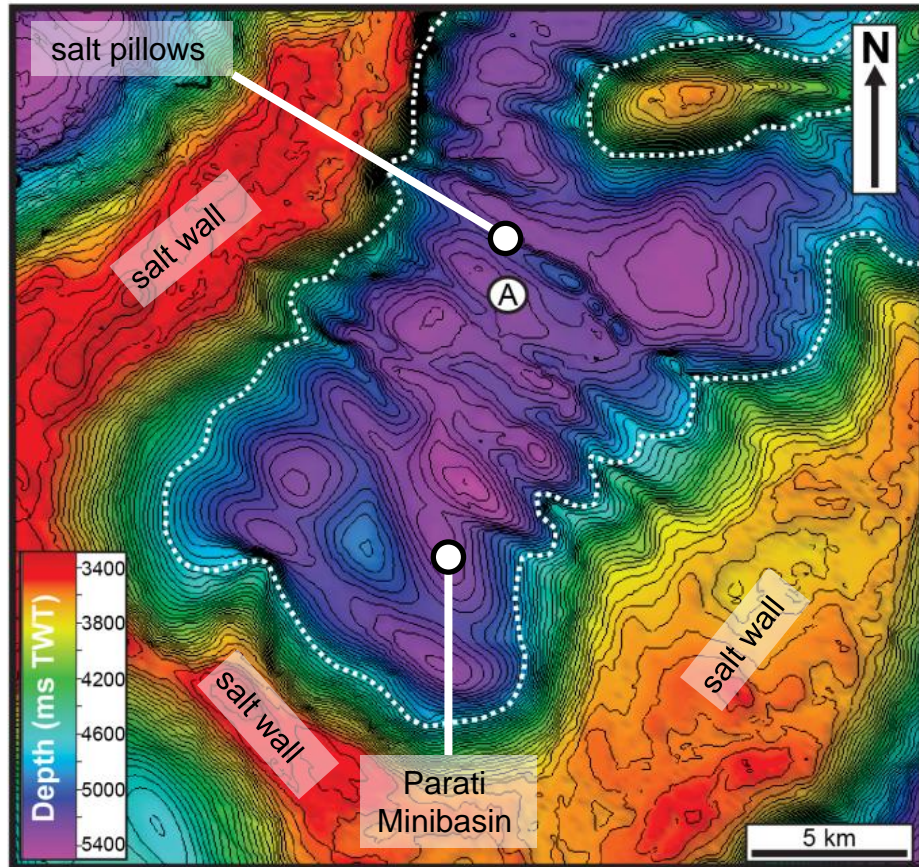 salt pillows
N
salt wall
A
3400
3800
4200
4600
5000
5400
Depth (ms TWT)
salt wall
salt wall
Parati
Minibasin
5 km